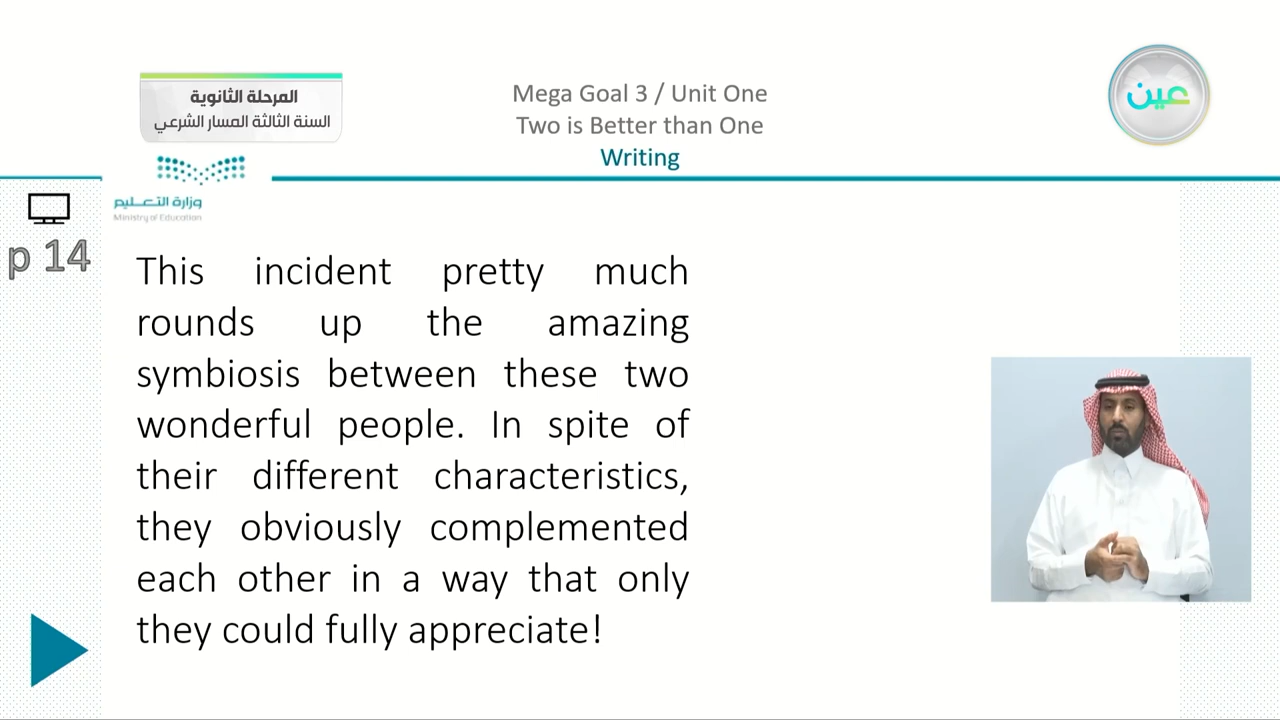 المرحلة الثانوية
السنة الثالثة المسار الشرعي
Mega Goal 3 / Unit One
Two is Better than One
Writing
عين
وزارة التعليم
Ministry of Education
p 14
This incident pretty much
rounds up the amazing
symbiosis between these two
wonderful people. In spite of
their different characteristics,
they obviously complemented
each other in a way that only
they could fully appreciate!